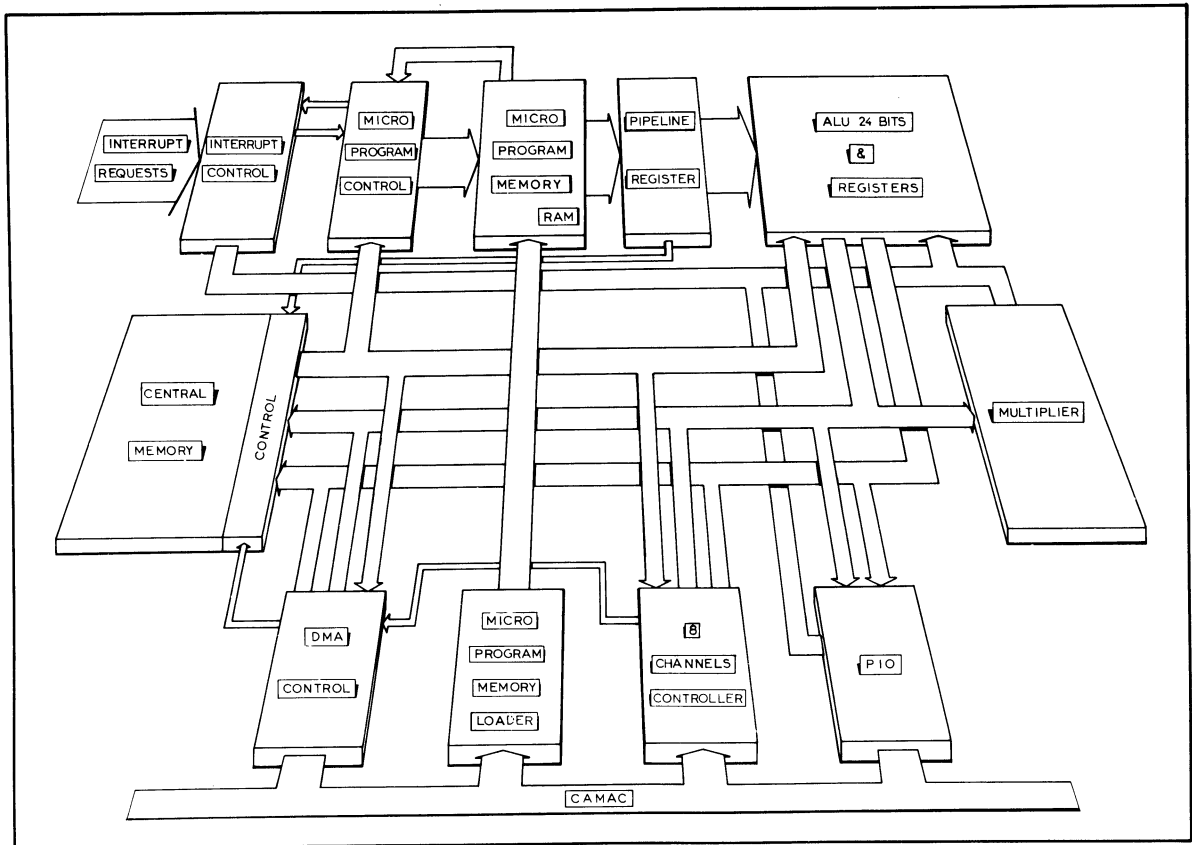 INTERRUPT
REQUESTS
INTERRUPT
CONTROL
MICRO
PROGRAM
CONTROL
MICRO
PROGRAM
MEMORY
RAM
PIPELINE
REGISTER
ALU 24 BITS
&
REGISTERS
CENTRAL
MEMORY
CONTROL
MULTIPLIER
DMA
CONTROL
MICRO
PROGRAM
MEMORY
LOADER
8
CHANNELS
CONTROLLER
PIO
CAMAC